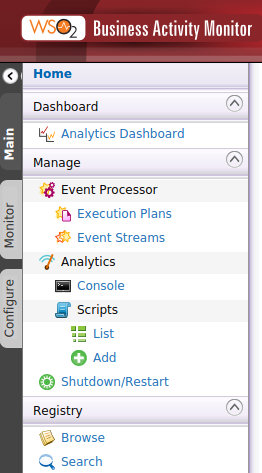 WSO2 Business Activity Monitor
Home
Dashboard
Analytics Dashboard
Main
Manage
Event Processor
Execution Plans
Monitor
Event Streams
Analytics
Console
Configure
Scripts
List
Add
Shutdown/Restart
Registry
Browse
Search